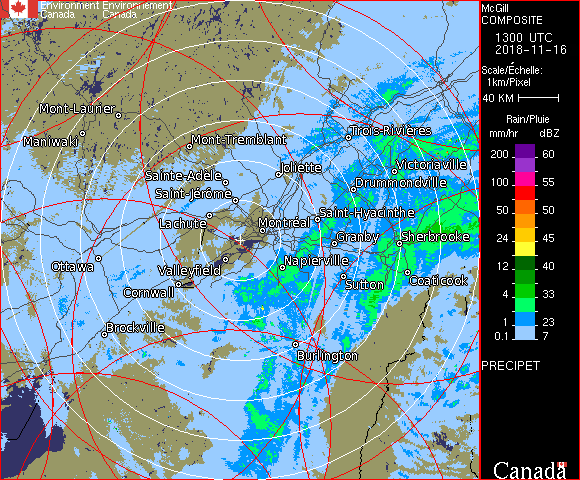 Environment Environnement
Canada Canada
McGill
COMPOSITE
1300 UTC
2018-11-16
Scale/Échelle:
1km/Pixel
40 KM
Rain/Pluie
mm/hr dBZ
200 60
100 55
50 50
24 45
12 40
8 35
4 33
1 23
0.1 7
PRECIPET
Canada
Mont-Laurier
Maniwaki
Mont-Tremblant
Trois-Rivières
Joliette
Victoriaville
Sainte-Adèle
Drummondville
Saint-Jérôme
Lachute
Saint-Hyacinthe
Montréal
Granby
Sherbrooke
Ottawa
Valleyfield
Napierville
Sutton
Coaticook
Cornwall
Brockville
Burlington